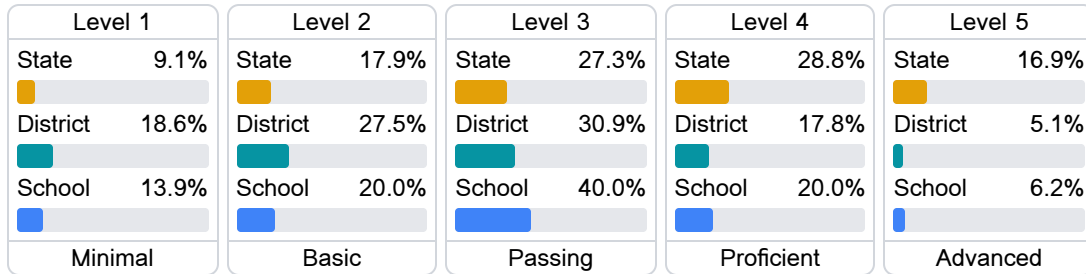 Level 1
State 9.1%
District 18.6%
School 13.9%
Minimal
Level 2
State 17.9%
District 27.5%
School 20.0%
Basic
Level 3
State 27.3%
District 30.9%
School 40.0%
Passing
Level 4
State 28.8%
District 17.8%
School 20.0%
Proficient
Level 5
State 16.9%
District 5.1%
School 6.2%
Advanced